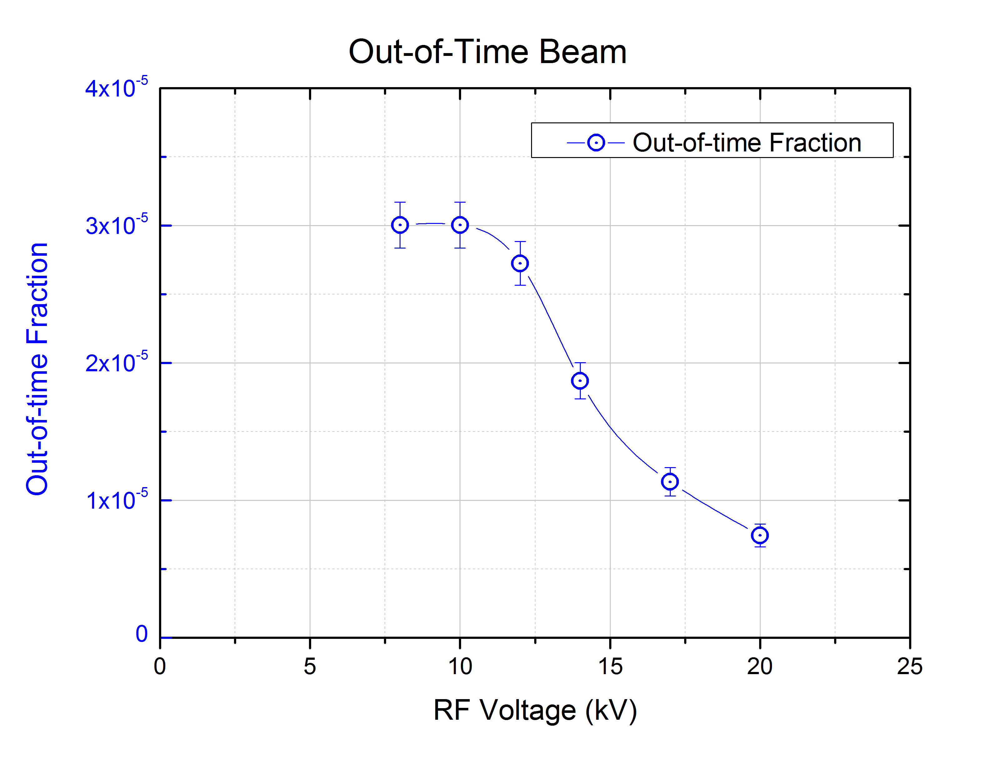 Out-of-Time Beam
4x10⁻⁵
Out-of-time Fraction
3x10⁻⁵
2x10⁻⁵
1x10⁻⁵
0
Out-of-time Fraction
0 5 10 15 20 25
RF Voltage (kV)